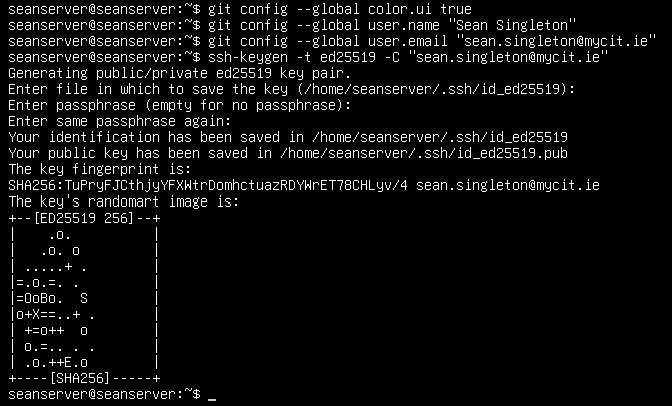 seanserver@seanserver:~$ git config --global color.ui true
seanserver@seanserver:~$ git config --global user.name "Sean Singleton"
seanserver@seanserver:~$ git config --global user.email "sean.singleton@mycit.ie"
seanserver@seanserver:~$ ssh-keygen -t ed25519 -C "sean.singleton@mycit.ie"
Generating public/private ed25519 key pair.
Enter file in which to save the key (/home/seanserver/.ssh/id_ed25519):
Enter passphrase (empty for no passphrase):
Enter same passphrase again:
Your identification has been saved in /home/seanserver/.ssh/id_ed25519
Your public key has been saved in /home/seanserver/.ssh/id_ed25519.pub
The key fingerprint is:
SHA256:TuPryFJCthjyYFXWtrDomhctuazRDYWrET78CHLyv/4 sean.singleton@mycit.ie
The key's randomart image is:
+--[ED25519 256]--+
|    .o.          |
|   .o. o         |
| .....+ .        |
|=.o.=. .         |
|=OoBo.  S        |
|o+X==..+ .       |
| +=o++  o        |
| o.=.. . .       |
| .o.++E.o        |
+----[SHA256]-----+
seanserver@seanserver:~$ _